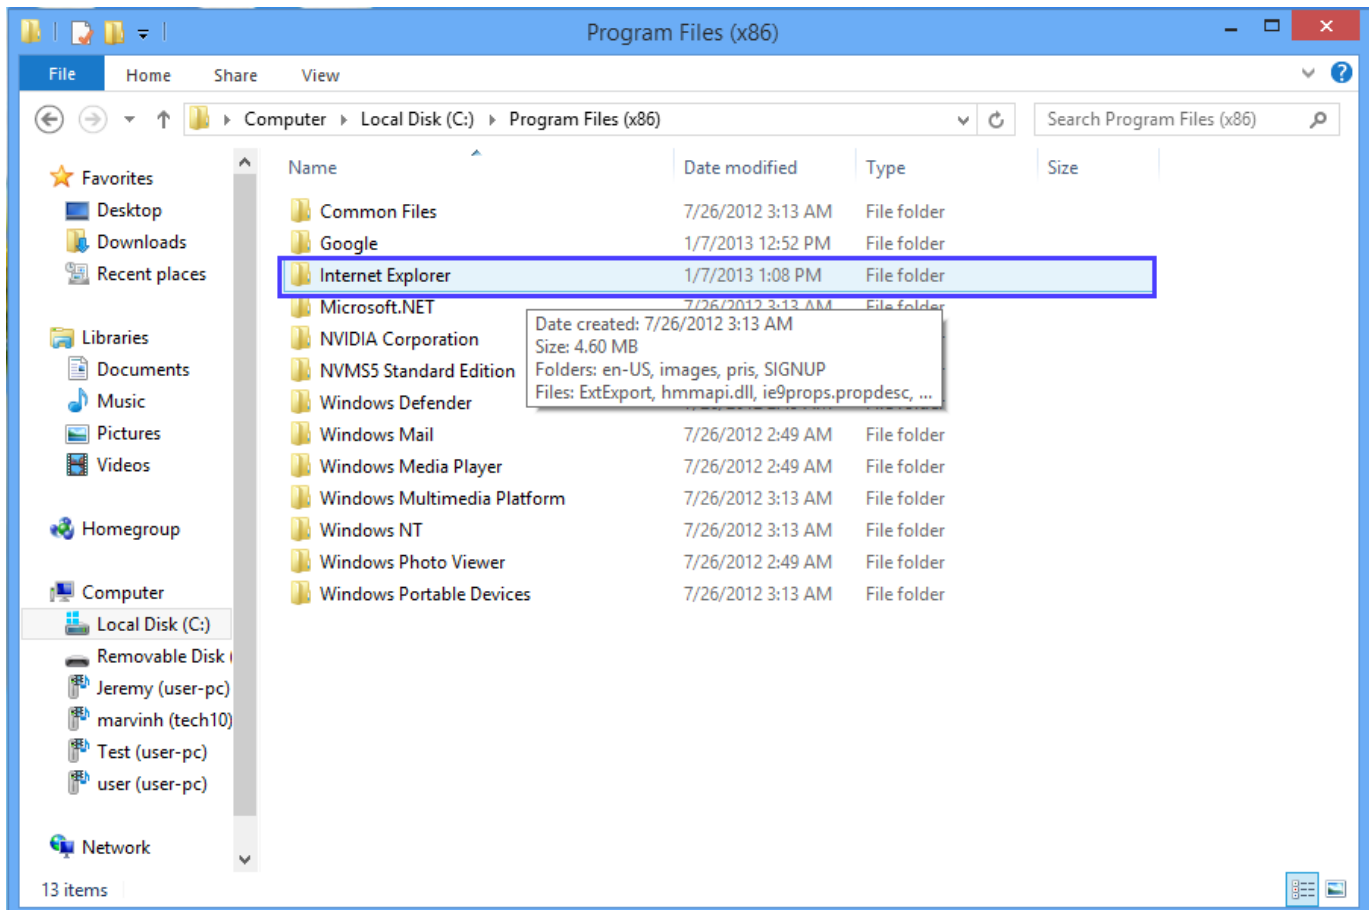 Program Files (x86)
File Home Share View
Computer Local Disk (C:) Program Files (x86)
Search Program Files (x86)
Favorites
Desktop
Downloads
Recent places
Libraries
Documents
Music
Pictures
Videos
Homegroup
Computer
Local Disk (C:)
Removable Disk (
Jeremy (user-pc)
marvinh (tech10)
Test (user-pc)
user (user-pc)
Network
Name Date modified Type Size
Common Files 7/26/2012 3:13 AM File folder
Google 1/7/2013 12:52 PM File folder
Internet Explorer 1/7/2013 1:08 PM File folder
Microsoft.NET 7/26/2012 3:13 AM File folder
NVIDIA Corporation
NVMS5 Standard Edition
Windows Defender
Date created: 7/26/2012 3:13 AM
Size: 4.60 MB
Folders: en-US, images, pris, SIGNUP
Files: ExtExport, hmmapi.dll, ie9props.propdesc, ...
Windows Mail 7/26/2012 2:49 AM File folder
Windows Media Player 7/26/2012 2:49 AM File folder
Windows Multimedia Platform 7/26/2012 3:13 AM File folder
Windows NT 7/26/2012 3:13 AM File folder
Windows Photo Viewer 7/26/2012 2:49 AM File folder
Windows Portable Devices 7/26/2012 3:13 AM File folder
13 items